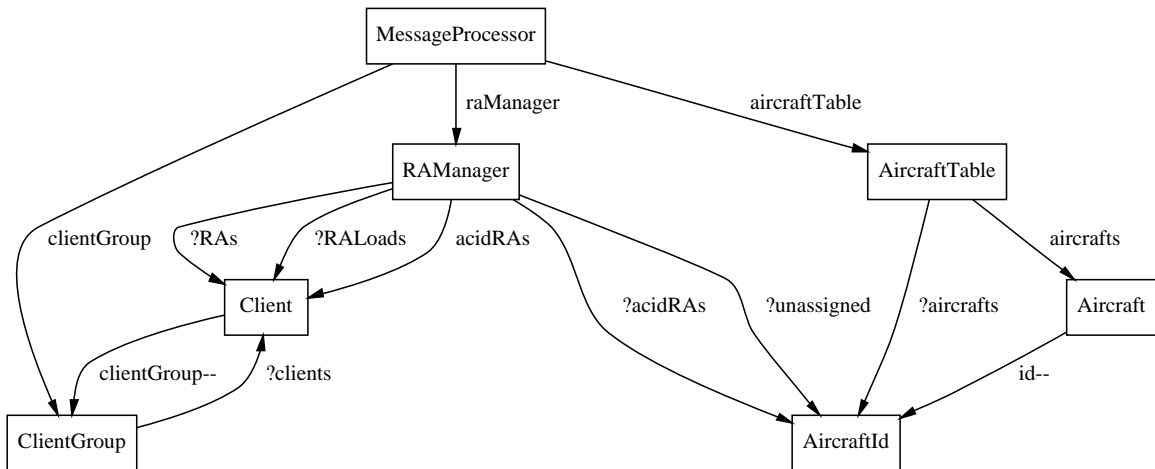 MessageProcessor
raManager
aircraftTable
RAManager
AircraftTable
clientGroup
?RAs
?RALoads
acidRAs
aircrafts
Client
?acidRAs
?unassigned
?aircrafts
Aircraft
clientGroup--
?clients
id--
ClientGroup
AircraftId